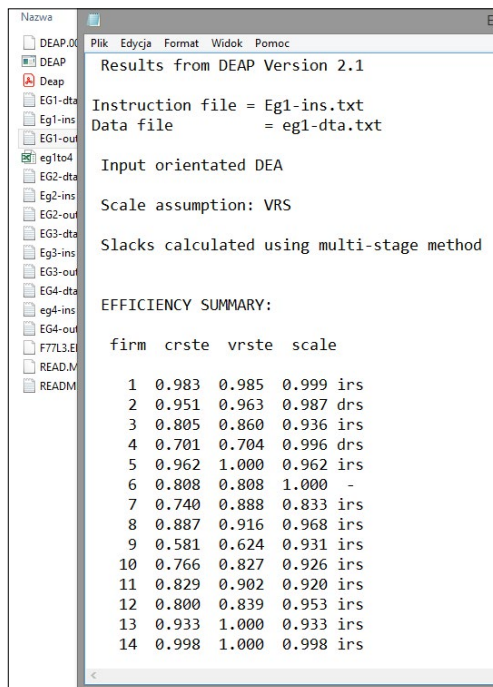 Nazwa
DEAP.00
DEAP
Deap
EG1-dta
Eg1-ins
EG1-out
eg1to4
EG2-dta
Eg2-ins
EG2-out
EG3-dta
Eg3-ins
EG3-out
EG4-dta
eg4-ins
EG4-out
F77L3.E
READ.M
README
E
Plik Edycja Format Widok Pomoc
Results from DEAP Version 2.1
Instruction file = Eg1-ins.txt
Data file = eg1-dta.txt
Input orientated DEA
Scale assumption: VRS
Slacks calculated using multi-stage method
EFFICIENCY SUMMARY:
firm crste vrste scale
1 0.983 0.985 0.999 irs
2 0.951 0.963 0.987 drs
3 0.805 0.860 0.936 irs
4 0.701 0.704 0.996 drs
5 0.962 1.000 0.962 irs
6 0.808 0.808 1.000 -
7 0.740 0.888 0.833 irs
8 0.887 0.916 0.968 irs
9 0.581 0.624 0.931 irs
10 0.766 0.827 0.926 irs
11 0.829 0.902 0.920 irs
12 0.800 0.839 0.953 irs
13 0.933 1.000 0.933 irs
14 0.998 1.000 0.998 irs